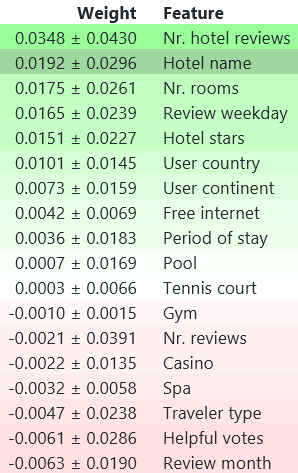 Weight Feature
0.0348 ± 0.0430 Nr. hotel reviews
0.0192 ± 0.0296 Hotel name
0.0175 ± 0.0261 Nr. rooms
0.0165 ± 0.0239 Review weekday
0.0151 ± 0.0227 Hotel stars
0.0101 ± 0.0145 User country
0.0073 ± 0.0159 User continent
0.0042 ± 0.0069 Free internet
0.0036 ± 0.0183 Period of stay
0.0007 ± 0.0169 Pool
0.0003 ± 0.0066 Tennis court
-0.0010 ± 0.0015 Gym
-0.0021 ± 0.0391 Nr. reviews
-0.0022 ± 0.0135 Casino
-0.0032 ± 0.0058 Spa
-0.0047 ± 0.0238 Traveler type
-0.0061 ± 0.0286 Helpful votes
-0.0063 ± 0.0190 Review month